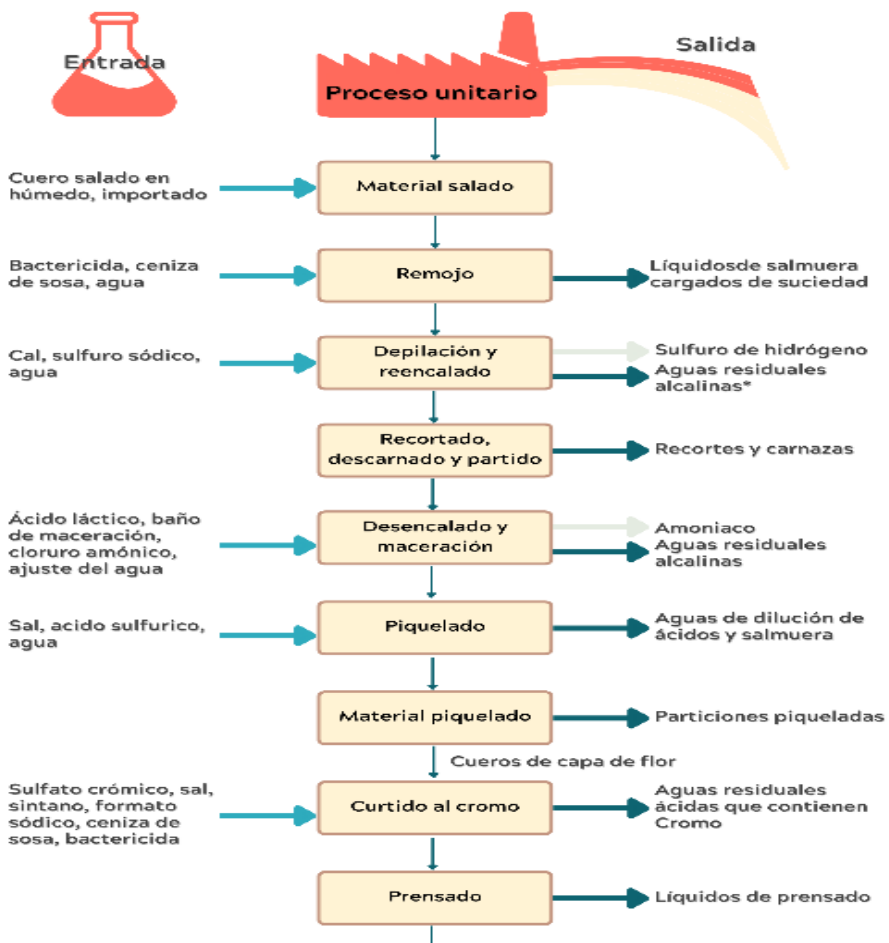 Entrada
Proceso unitario
Salida
Cuero salado en
húmedo, importado
Material salado
Bactericida, ceniza
de sosa, agua
Remojo
Líquidosde salmuera
cargados de suciedad
Cal, sulfuro sódico,
agua
Depilación y
reencalado
Sulfuro de hidrógeno
Aguas residuales
alcalinas*
Recortado,
descarnado y partido
Recortes y carnazas
Ácido láctico, baño
de maceración,
cloruro amónico,
ajuste del agua
Desencalado y
maceración
Amoniaco
Aguas residuales
alcalinas
Sal, acido sulfurico,
agua
Piquelado
Aguas de dilución de
ácidos y salmuera
Material piquelado
Particiones piqueladas
Cueros de capa de flor
Sulfato crómico, sal,
sintano, formato
sódico, ceniza de
sosa, bactericida
Curtido al cromo
Aguas residuales
ácidas que contienen
Cromo
Prensado
Líquidos de prensado